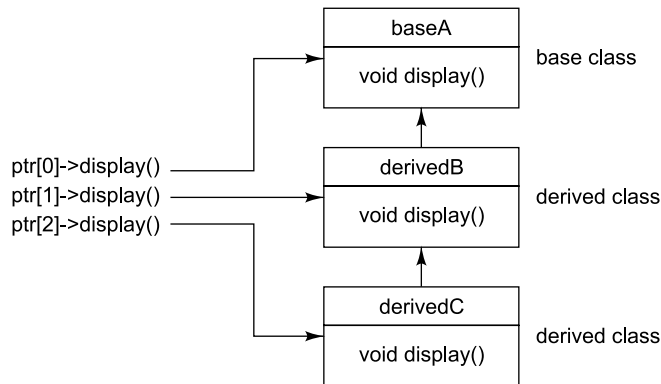 baseA
void display()
base class
ptr[0]->display()
ptr[1]->display()
ptr[2]->display()
derivedB
void display()
derived class
derivedC
void display()
derived class